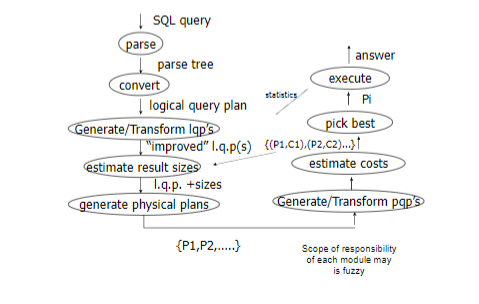 SQL query
parse
parse tree
convert
logical query plan
Generate/Transform lqp's
"improved" l.q.p(s)
estimate result sizes
l.q.p. +sizes
generate physical plans
{P1,P2,.....}
answer
execute
statistics
Pi
pick best
{(P1,C1),(P2,C2)...}
estimate costs
Generate/Transform pqp's
Scope of responsibility
of each module may
is fuzzy